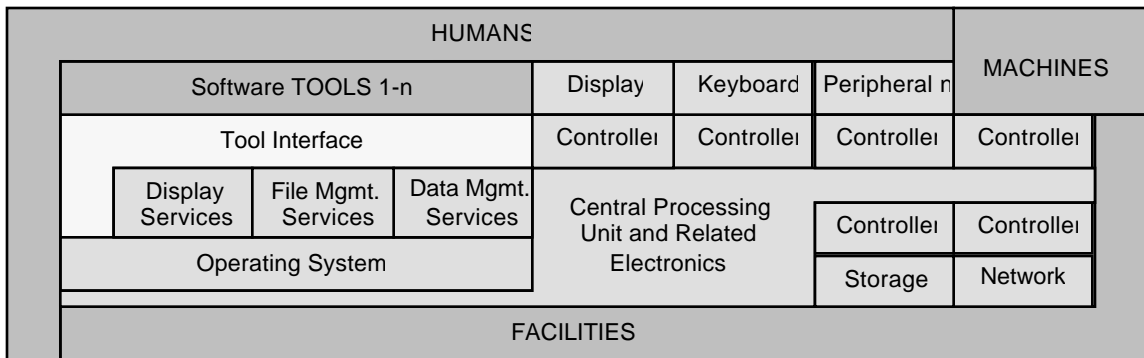 HUMANS
MACHINES
Software TOOLS 1-n
Display
Keyboard
Peripheral n
Tool Interface
Controller
Controller
Controller
Controller
Display
Services
File Mgmt.
Services
Data Mgmt.
Services
Central Processing
Unit and Related
Electronics
Controller
Controller
Operating System
Storage
Network
FACILITIES